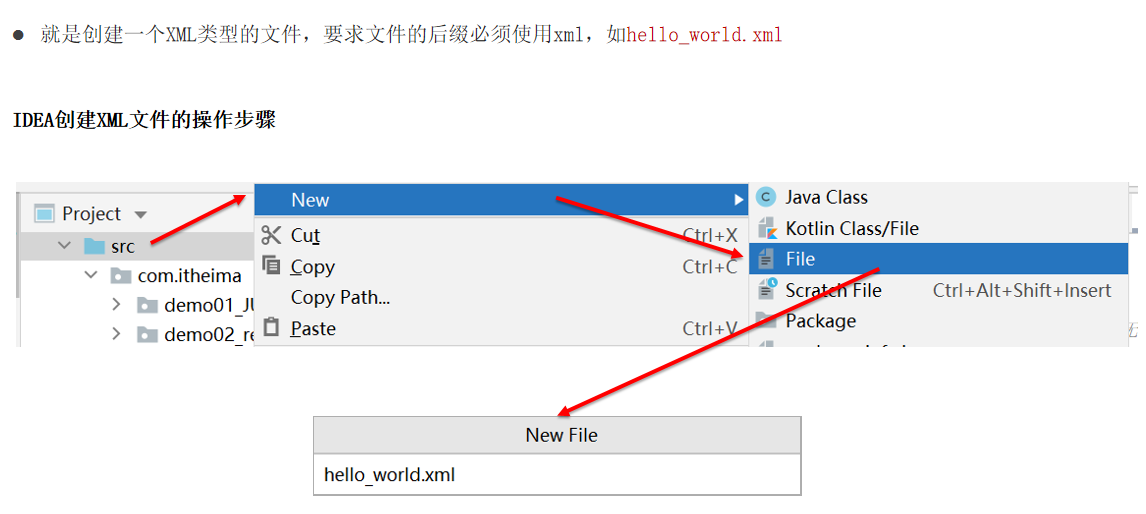 ● 就是创建一个XML类型的文件，要求文件的后缀必须使用xml，如hello_world.xml
IDEA创建XML文件的操作步骤
Project
src
com.itheima
demo01_JU
demo02_re
New
Cut Ctrl+X
Copy Ctrl+C
Copy Path...
Paste Ctrl+V
Java Class
Kotlin Class/File
File
Scratch File Ctrl+Alt+Shift+Insert
Package
New File
hello_world.xml